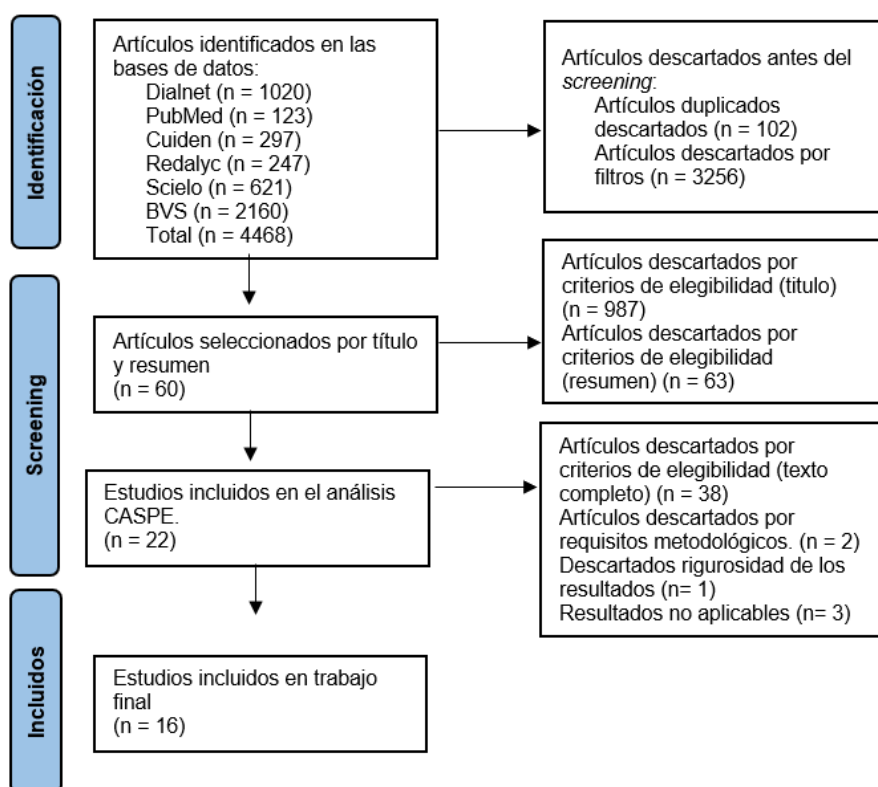 Identificación
Artículos identificados en las
bases de datos:
Dialnet (n = 1020)
PubMed (n = 123)
Cuiden (n = 297)
Redalyc (n = 247)
Scielo (n = 621)
BVS (n = 2160)
Total (n = 4468)
Artículos descartados antes del
screening:
Artículos duplicados
descartados (n = 102)
Artículos descartados por
filtros (n = 3256)
Screening
Artículos seleccionados por título
y resumen
(n = 60)
Artículos descartados por
criterios de elegibilidad (titulo)
(n = 987)
Artículos descartados por
criterios de elegibilidad
(resumen) (n = 63)
Estudios incluidos en el análisis
CASPE.
(n = 22)
Artículos descartados por
criterios de elegibilidad (texto
completo) (n = 38)
Artículos descartados por
requisitos metodológicos. (n = 2)
Descartados rigurosidad de los
resultados (n= 1)
Resultados no aplicables (n= 3)
Incluidos
Estudios incluidos en trabajo
final
(n = 16)